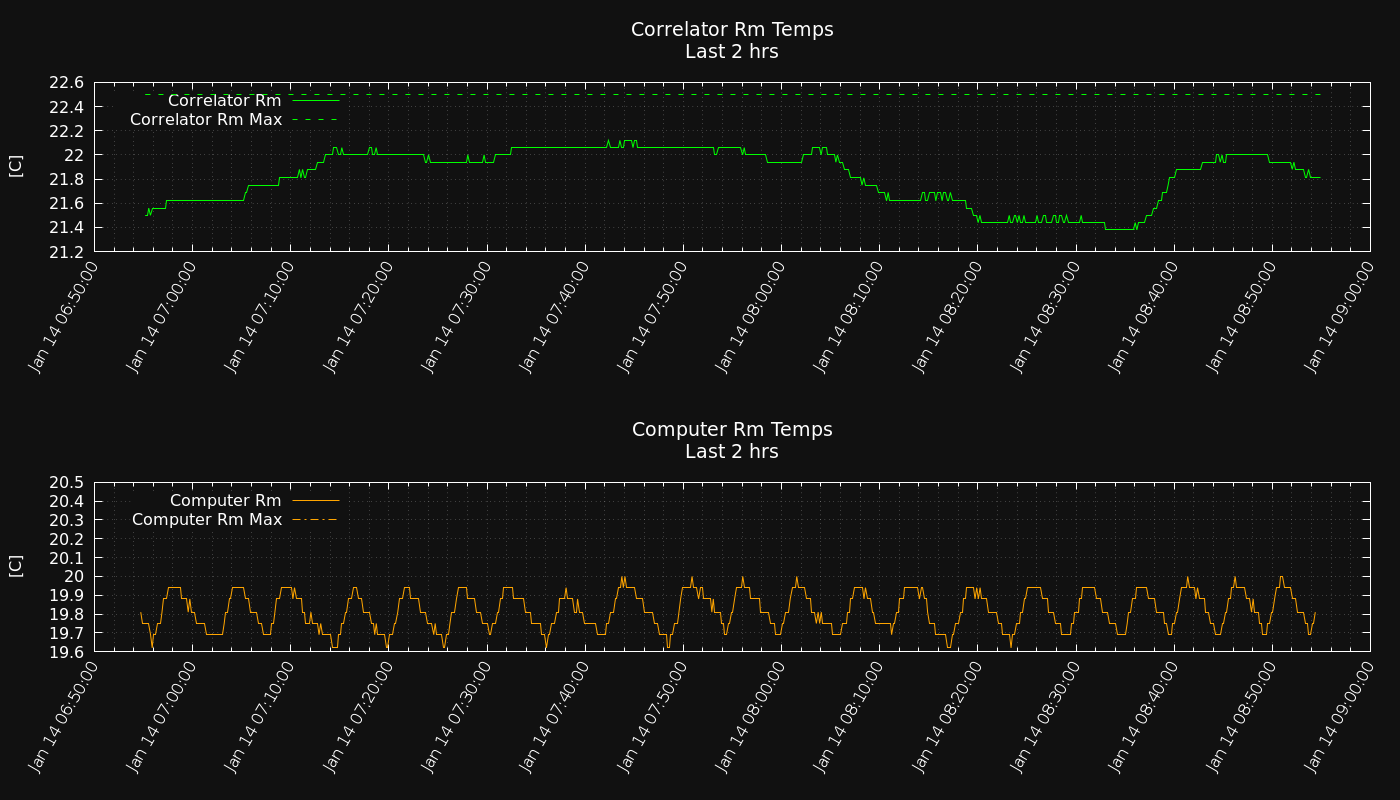 Correlator Rm Temps
Last 2 hrs
22.6
22.4
22.2
22
21.8
21.6
21.4
21.2
[C]
Correlator Rm
Correlator Rm Max
Jan 14 06:50:00
Jan 14 07:00:00
Jan 14 07:10:00
Jan 14 07:20:00
Jan 14 07:30:00
Jan 14 07:40:00
Jan 14 07:50:00
Jan 14 08:00:00
Jan 14 08:10:00
Jan 14 08:20:00
Jan 14 08:30:00
Jan 14 08:40:00
Jan 14 08:50:00
Jan 14 09:00:00
Computer Rm Temps
Last 2 hrs
20.5
20.4
20.3
20.2
20.1
20
19.9
19.8
19.7
19.6
[C]
Computer Rm
Computer Rm Max
Jan 14 06:50:00
Jan 14 07:00:00
Jan 14 07:10:00
Jan 14 07:20:00
Jan 14 07:30:00
Jan 14 07:40:00
Jan 14 07:50:00
Jan 14 08:00:00
Jan 14 08:10:00
Jan 14 08:20:00
Jan 14 08:30:00
Jan 14 08:40:00
Jan 14 08:50:00
Jan 14 09:00:00